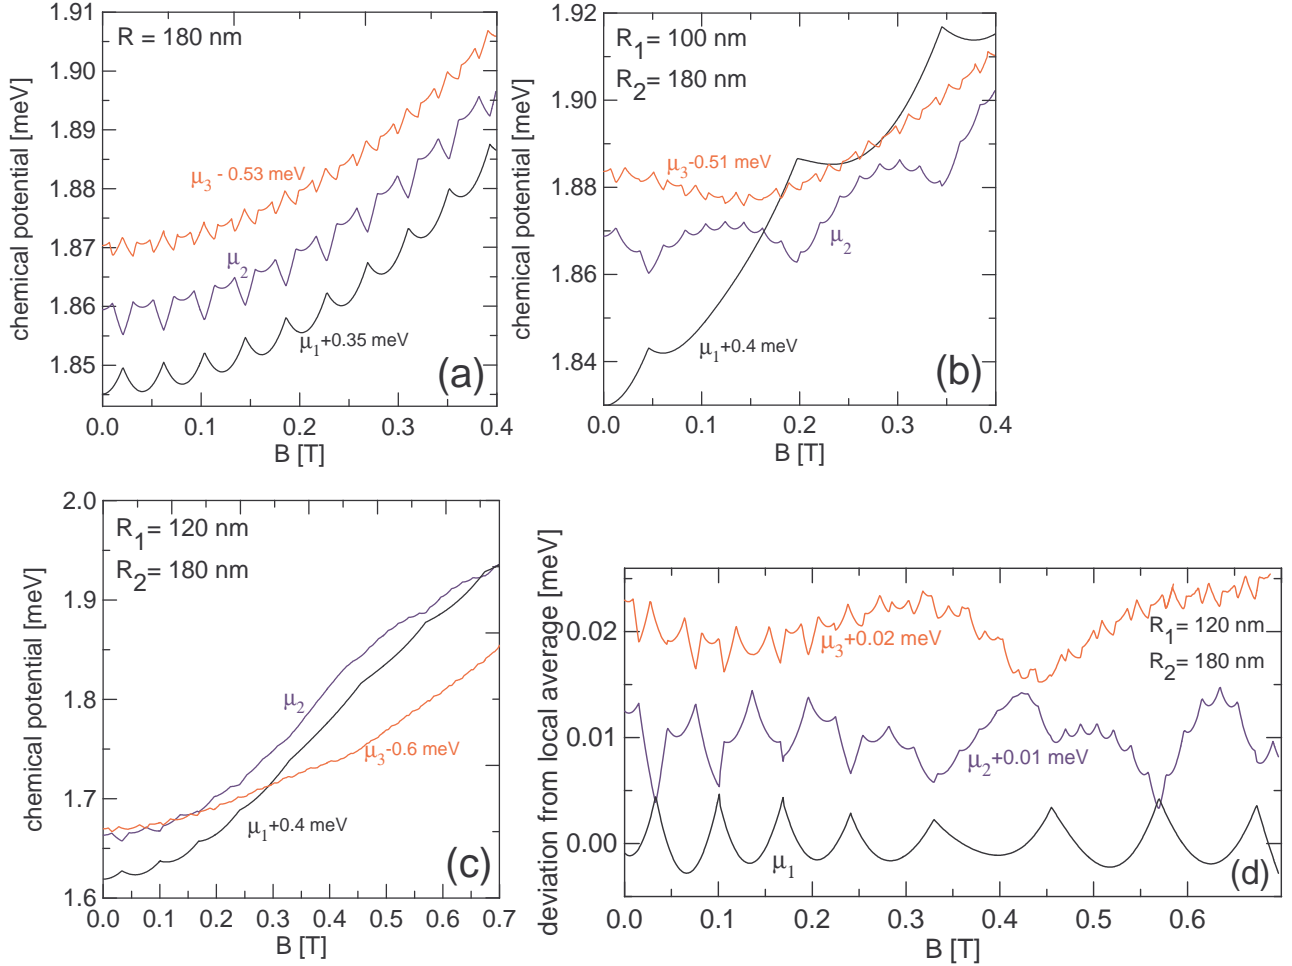 1.91
1.90
1.89
1.88
1.87
1.86
1.85
chemical potential [meV]
R = 180 nm
μ3 - 0.53 meV
μ2
μ1+0.35 meV
(a)
0.0 0.1 0.2 0.3 0.4
B [T]
1.92
1.90
1.88
1.86
1.84
chemical potential [meV]
R1= 100 nm
R2= 180 nm
μ3-0.51 meV
μ2
μ1+0.4 meV
(b)
0.0 0.1 0.2 0.3 0.4
B [T]
2.0
1.9
1.8
1.7
1.6
chemical potential [meV]
R1= 120 nm
R2= 180 nm
μ2
μ3-0.6 meV
μ1+0.4 meV
(c)
0.0 0.1 0.2 0.3 0.4 0.5 0.6 0.7
B [T]
0.02
0.01
0.00
deviation from local average [meV]
μ3+0.02 meV
R1= 120 nm
R2= 180 nm
μ2+0.01 meV
μ1
(d)
0.0 0.1 0.2 0.3 0.4 0.5 0.6
B [T]